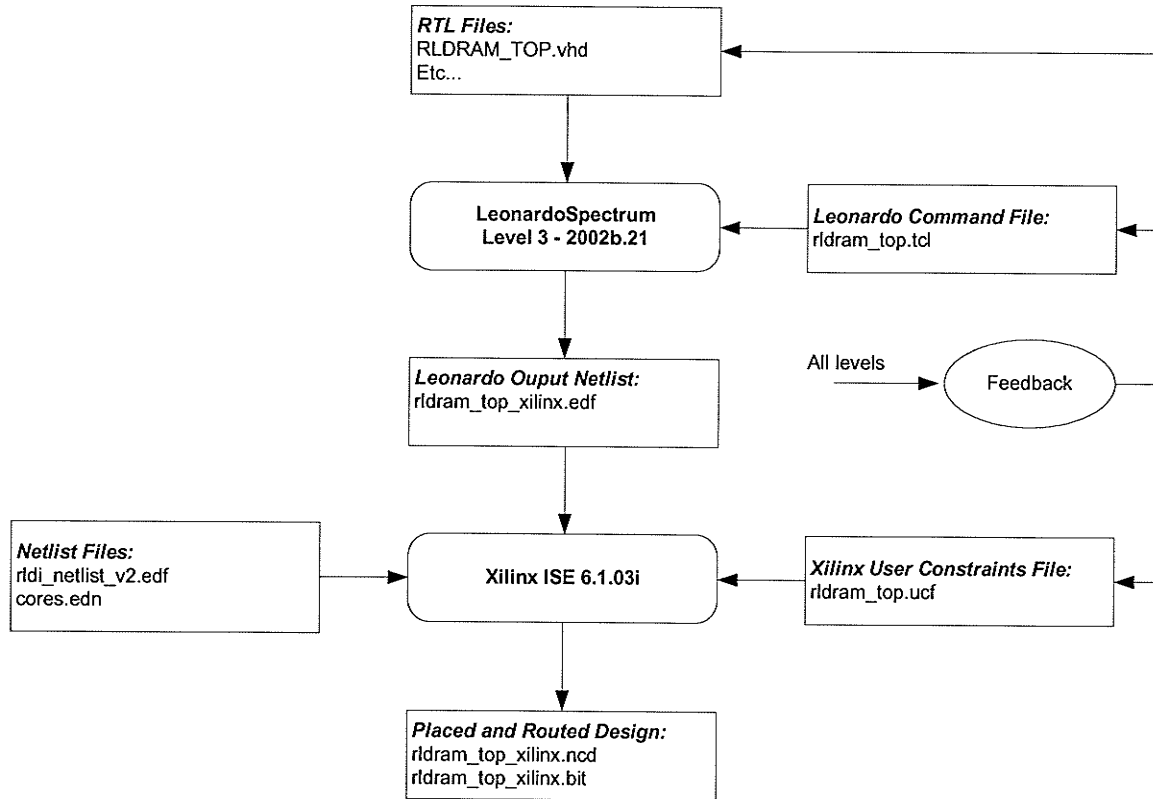 RTL Files:
RLDRAM_TOP.vhd
Etc...
LeonardoSpectrum
Level 3 - 2002b.21
Leonardo Command File:
rldram_top.tcl
Leonardo Ouput Netlist:
rldram_top_xilinx.edf
All levels
Feedback
Netlist Files:
rldi_netlist_v2.edf
cores.edn
Xilinx ISE 6.1.03i
Xilinx User Constraints File:
rldram_top.ucf
Placed and Routed Design:
rldram_top_xilinx.ncd
rldram_top_xilinx.bit